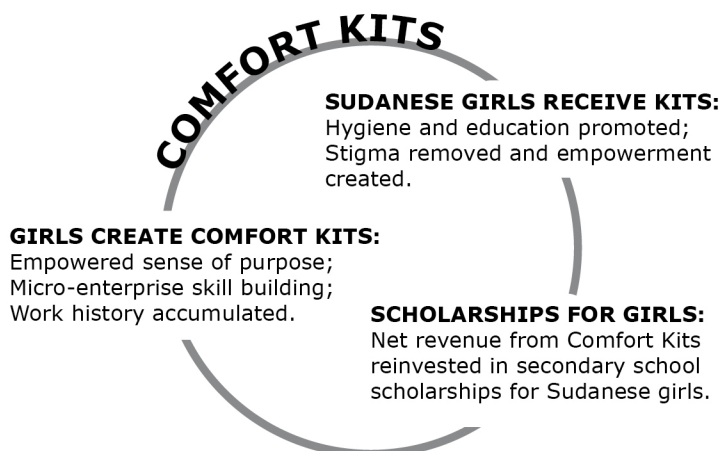 COMFORT KITS
SUDANESE GIRLS RECEIVE KITS:
Hygiene and education promoted;
Stigma removed and empowerment
created.
GIRLS CREATE COMFORT KITS:
Empowered sense of purpose;
Micro-enterprise skill building;
Work history accumulated.
SCHOLARSHIPS FOR GIRLS:
Net revenue from Comfort Kits
reinvested in secondary school
scholarships for Sudanese girls.